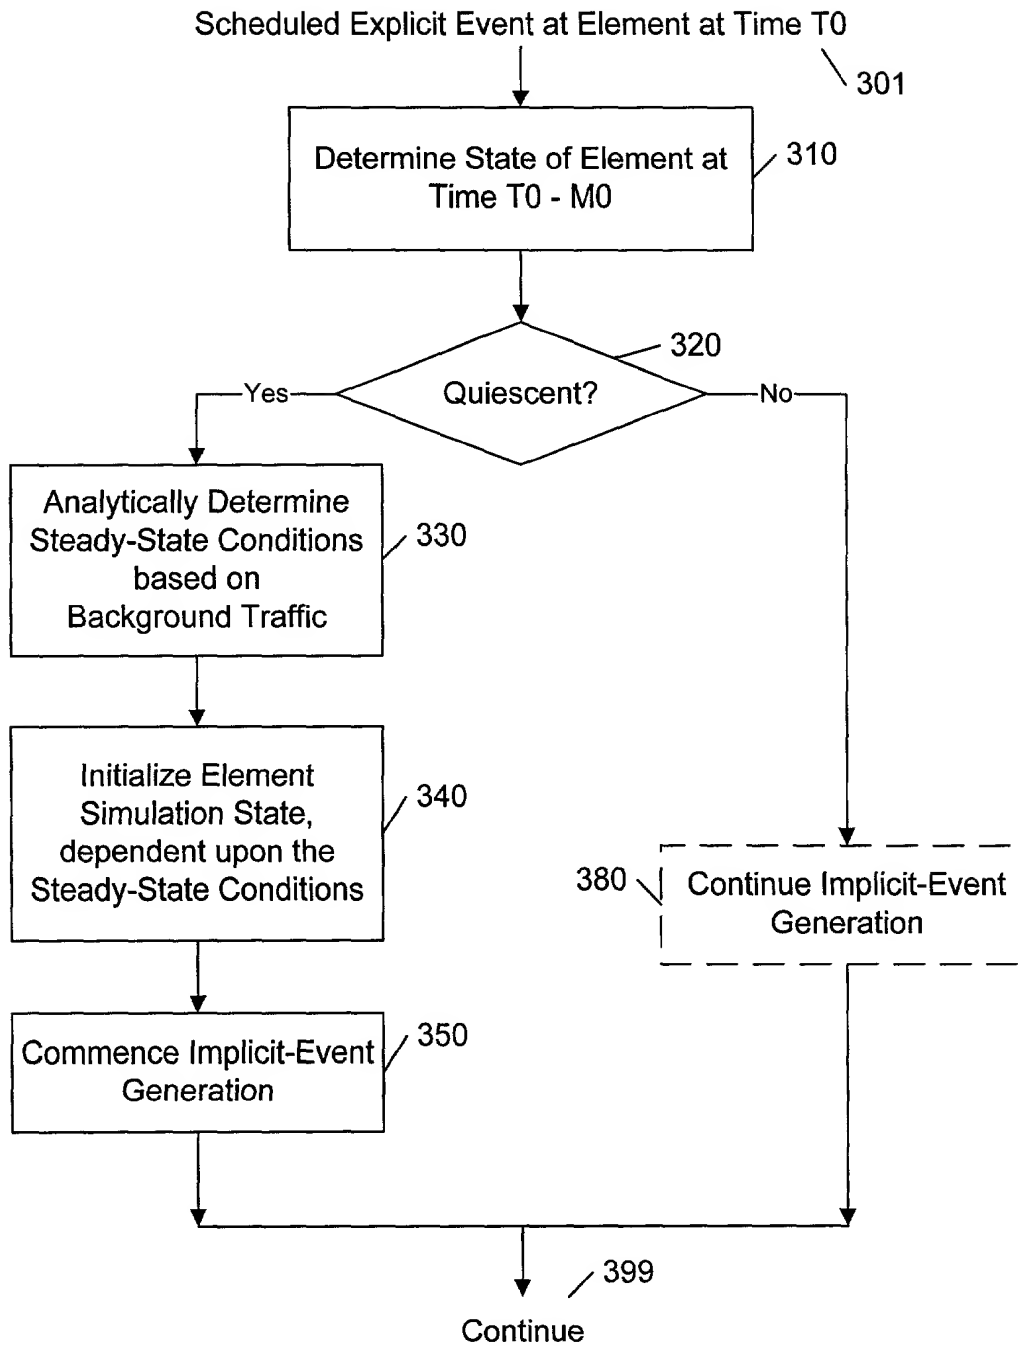 Scheduled Explicit Event at Element at Time T0
301
Determine State of Element at
Time T0 - M0
310
320
Quiescent?
Yes
No
Analytically Determine
Steady-State Conditions
based on
Background Traffic
330
Initialize Element
Simulation State,
dependent upon the
Steady-State Conditions
340
380
Continue Implicit-Event
Generation
Commence Implicit-Event
Generation
350
399
Continue